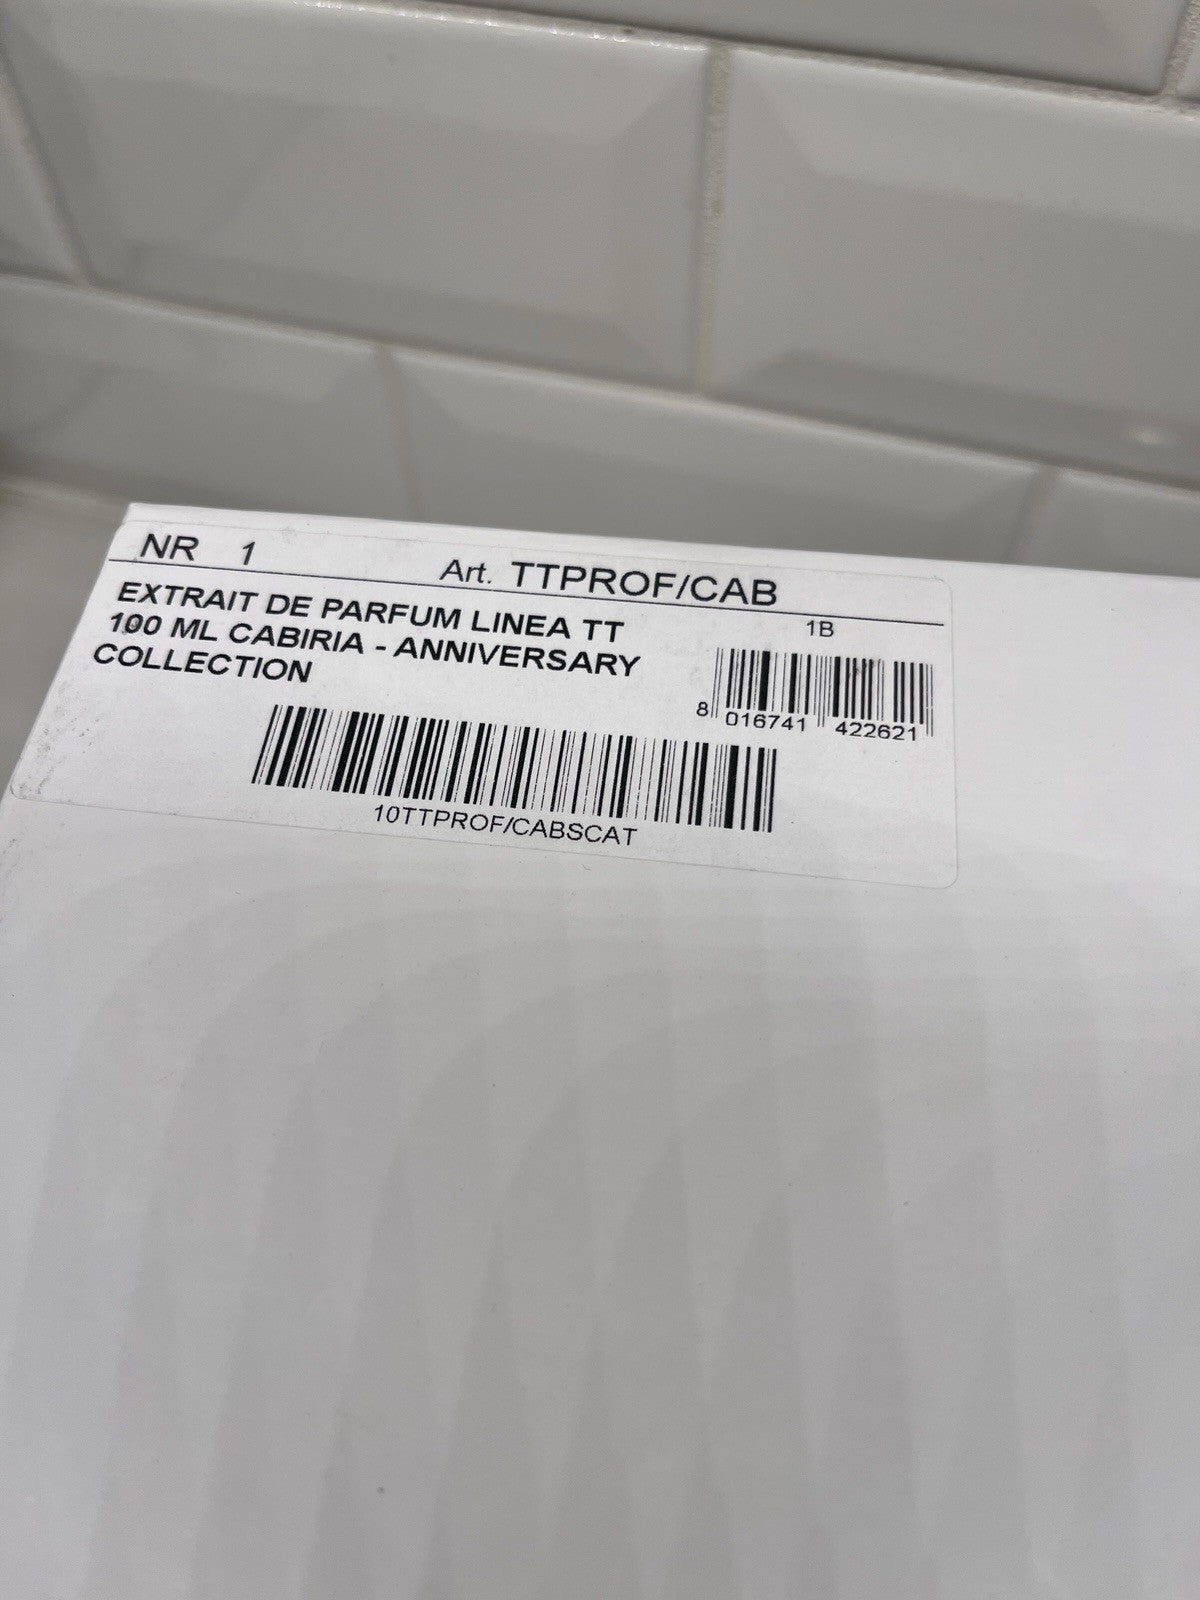 NR 1
Art. TTPROF/CAB
EXTRAIT DE PARFUM LINEA TT
100 ML CABIRIA - ANNIVERSARY
COLLECTION
1B
8 016741 422621
10TTPROF/CABSCAT